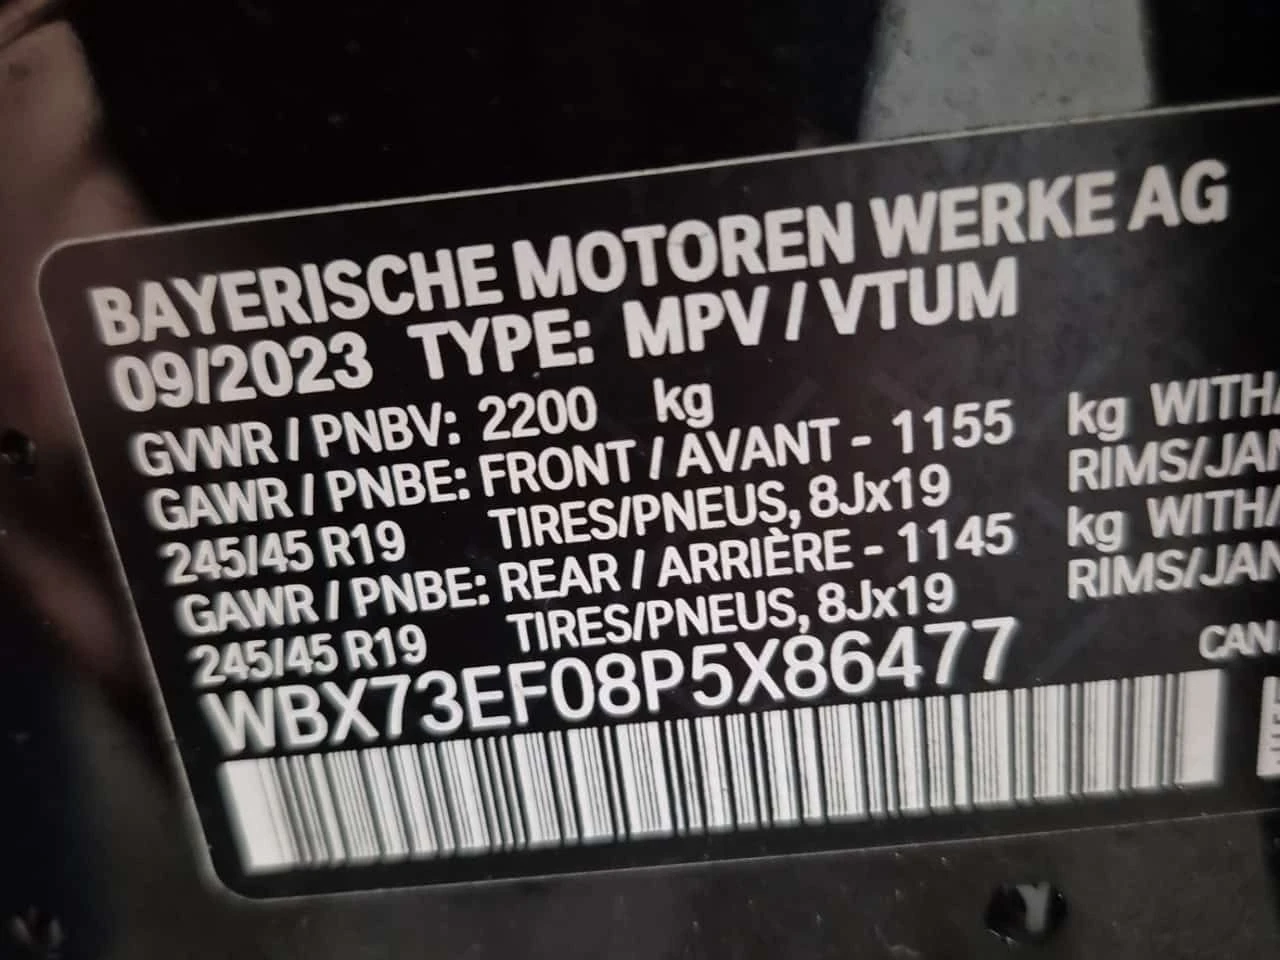 BAYERISCHE MOTOREN WERKE AG
09/2023 TYPE: MPV / VTUM
GVWR / PNBV: 2200 kg
GAWR / PNBE: FRONT / AVANT - 1155 kg WITH/
245/45 R19 TIRES/PNEUS, 8Jx19 RIMS/JAN
GAWR / PNBE: REAR / ARRIÈRE - 1145 kg WITH/
245/45 R19 TIRES/PNEUS, 8Jx19 RIMS/JAN
WBX73EF08P5X86477 CAN